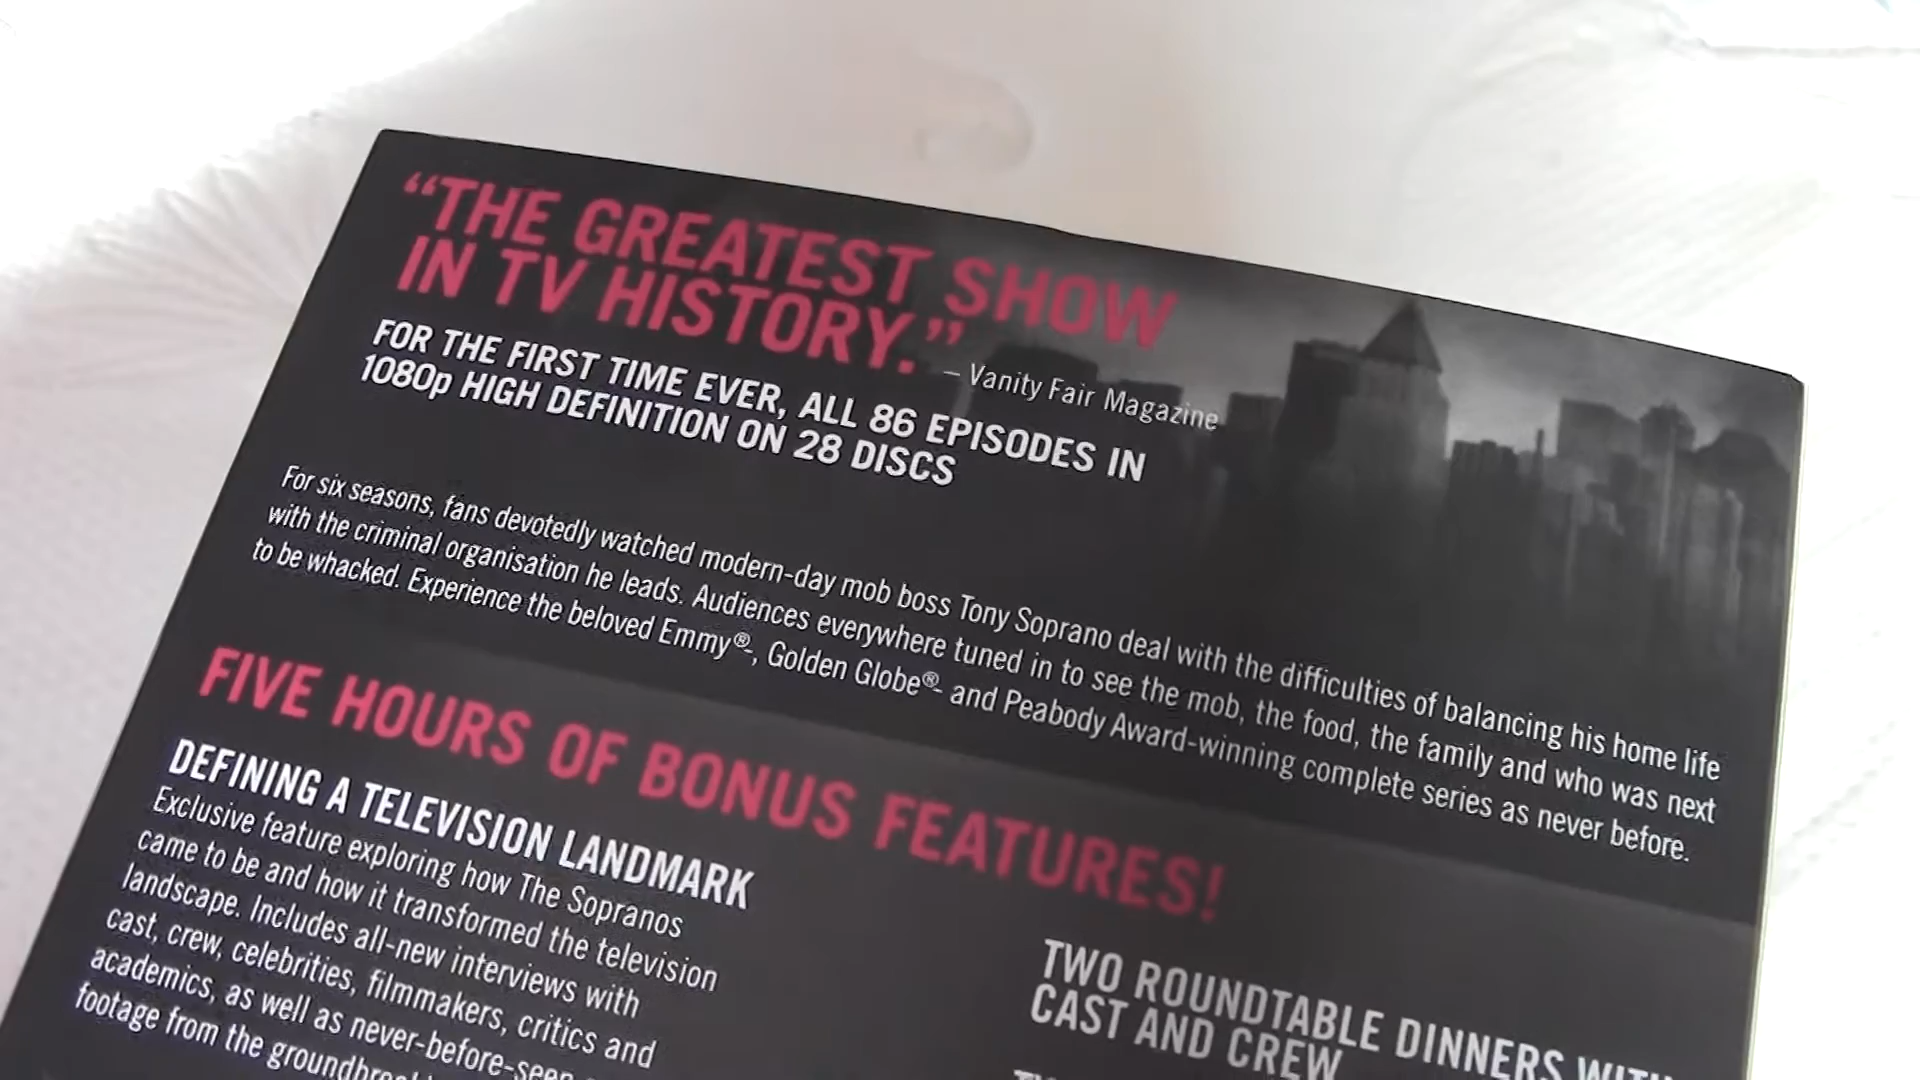 “THE GREATEST SHOW
IN TV HISTORY.”
– Vanity Fair Magazine
FOR THE FIRST TIME EVER, ALL 86 EPISODES IN
1080p HIGH DEFINITION ON 28 DISCS
For six seasons, fans devotedly watched modern-day mob boss Tony Soprano deal with the difficulties of balancing his home life
with the criminal organisation he leads. Audiences everywhere tuned in to see the mob, the food, the family and who was next
to be whacked. Experience the beloved Emmy®-, Golden Globe®- and Peabody Award-winning complete series as never before.
FIVE HOURS OF BONUS FEATURES!
DEFINING A TELEVISION LANDMARK
Exclusive feature exploring how The Sopranos
came to be and how it transformed the television
landscape. Includes all-new interviews with
cast, crew, celebrities, filmmakers, critics and
academics, as well as never-before-seen
footage from the
TWO ROUNDTABLE DINNERS WITH
CAST AND CREW